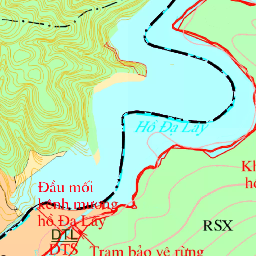 Hồ Đạ Lây
Đầu mối
kênh mương
hồ Đạ Lây
DTL
DTS
RSX
Trạm bảo vệ rừng